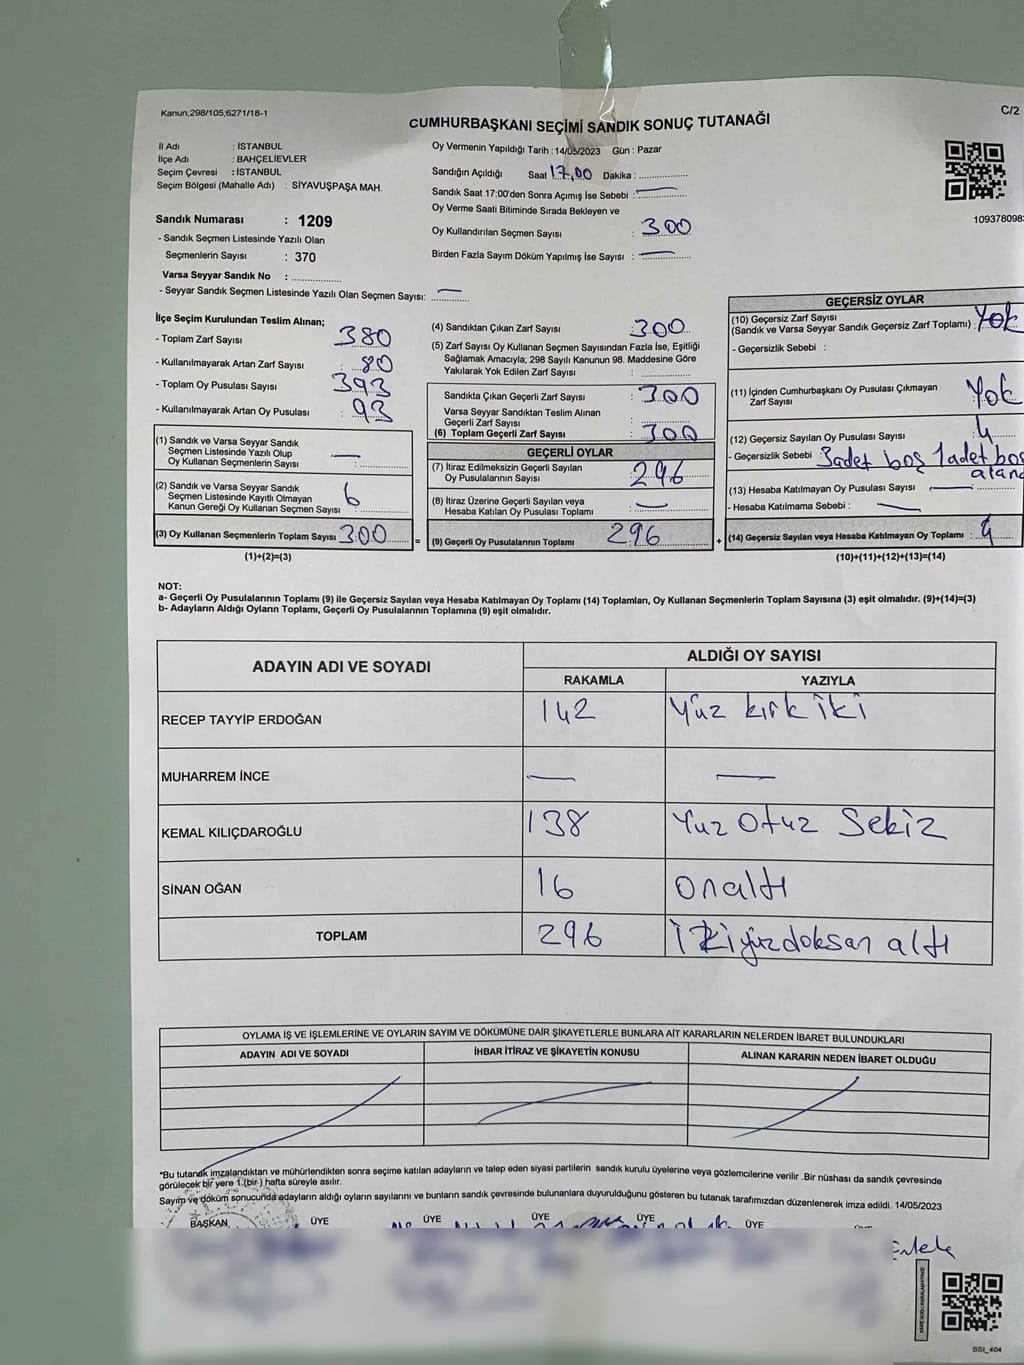 Kanun;298/105;6271/18-1
C/2
CUMHURBAŞKANI SEÇİMİ SANDIK SONUÇ TUTANAĞI
İl Adı : İSTANBUL
İlçe Adı : BAHÇELİEVLER
Seçim Çevresi : İSTANBUL
Seçim Bölgesi (Mahalle Adı) : SİYAVUŞPAŞA MAH.
Sandık Numarası : 1209
- Sandık Seçmen Listesinde Yazılı Olan
Seçmenlerin Sayısı : 370
Varsa Seyyar Sandık No :
- Seyyar Sandık Seçmen Listesinde Yazılı Olan Seçmen Sayısı: —
Oy Vermenin Yapıldığı Tarih :14/05/2023 Gün : Pazar
Sandığın Açıldığı Saat 17,00 Dakika :
Sandık Saat 17:00'den Sonra Açımış İse Sebebi : —
Oy Verme Saati Bitiminde Sırada Bekleyen ve
Oy Kullandırılan Seçmen Sayısı : 300
Birden Fazla Sayım Döküm Yapılmış İse Sayısı : —
109378098
İlçe Seçim Kurulundan Teslim Alınan;
- Toplam Zarf Sayısı 380
- Kullanılmayarak Artan Zarf Sayısı : 80
- Toplam Oy Pusulası Sayısı 393
- Kullanılmayarak Artan Oy Pusulası : 93
(1) Sandık ve Varsa Seyyar Sandık
Seçmen Listesinde Yazılı Olup
Oy Kullanan Seçmenlerin Sayısı : —
(2) Sandık ve Varsa Seyyar Sandık
Seçmen Listesinde Kayıtlı Olmayan
Kanun Gereği Oy Kullanan Seçmen Sayısı 6
(3) Oy Kullanan Seçmenlerin Toplam Sayısı 300
(1)+(2)=(3)
=
(4) Sandıktan Çıkan Zarf Sayısı : 300
(5) Zarf Sayısı Oy Kullanan Seçmen Sayısından Fazla İse, Eşitliği
Sağlamak Amacıyla; 298 Sayılı Kanunun 98. Maddesine Göre
Yakılarak Yok Edilen Zarf Sayısı :
Sandıkta Çıkan Geçerli Zarf Sayısı : 300
Varsa Seyyar Sandıktan Teslim Alınan
Geçerli Zarf Sayısı :
(6) Toplam Geçerli Zarf Sayısı : 300
GEÇERLİ OYLAR
(7) İtiraz Edilmeksizin Geçerli Sayılan
Oy Pusulalarının Sayısı : 296
(8) İtiraz Üzerine Geçerli Sayılan veya
Hesaba Katılan Oy Pusulası Toplamı : —
(9) Geçerli Oy Pusulalarının Toplamı 296
+
GEÇERSİZ OYLAR
(10) Geçersiz Zarf Sayısı
(Sandık ve Varsa Seyyar Sandık Geçersiz Zarf Toplamı) : Yok
- Geçersizlik Sebebi :
(11) İçinden Cumhurbaşkanı Oy Pusulası Çıkmayan
Zarf Sayısı Yok
(12) Geçersiz Sayılan Oy Pusulası Sayısı : 4
- Geçersizlik Sebebi : 3 adet boş 1 adet boş
alana
(13) Hesaba Katılmayan Oy Pusulası Sayısı —
- Hesaba Katılmama Sebebi : —
(14) Geçersiz Sayılan veya Hesaba Katılmayan Oy Toplamı : 4
(10)+(11)+(12)+(13)=(14)
NOT:
a- Geçerli Oy Pusulalarının Toplamı (9) ile Geçersiz Sayılan veya Hesaba Katılmayan Oy Toplamı (14) Toplamları, Oy Kullanan Seçmenlerin Toplam Sayısına (3) eşit olmalıdır. (9)+(14)=(3)
b- Adayların Aldığı Oyların Toplamı, Geçerli Oy Pusulalarının Toplamına (9) eşit olmalıdır.
ADAYIN ADI VE SOYADI
ALDIĞI OY SAYISI
RAKAMLA YAZIYLA
RECEP TAYYİP ERDOĞAN 142 Yüz kırk iki
MUHARREM İNCE — —
KEMAL KILIÇDAROĞLU 138 Yuz Otuz Sekiz
SİNAN OĞAN 16 onaltı
TOPLAM 296 İkiyüzdoksan altı
OYLAMA İŞ VE İŞLEMLERİNE VE OYLARIN SAYIM VE DÖKÜMÜNE DAİR ŞİKAYETLERLE BUNLARA AİT KARARLARIN NELERDEN İBARET BULUNDUKLARI
ADAYIN ADI VE SOYADI İHBAR İTİRAZ VE ŞİKAYETİN KONUSU ALINAN KARARIN NEDEN İBARET OLDUĞU
*Bu tutanak imzalandıktan ve mühürlendikten sonra seçime katılan adayların ve talep eden siyasi partilerin sandık kurulu üyelerine veya gözlemcilerine verilir .Bir nüshası da sandık çevresinde
görülecek bir yere 1.(bir ) hafta süreyle asılır.
Sayım ve döküm sonucunda adayların aldığı oyların sayılarını ve bunların sandık çevresinde bulunanlara duyurulduğunu gösteren bu tutanak tarafımızdan düzenlenerek imza edildi. 14/05/2023
BAŞKAN ÜYE ÜYE ÜYE ÜYE ÜYE
SSI_404